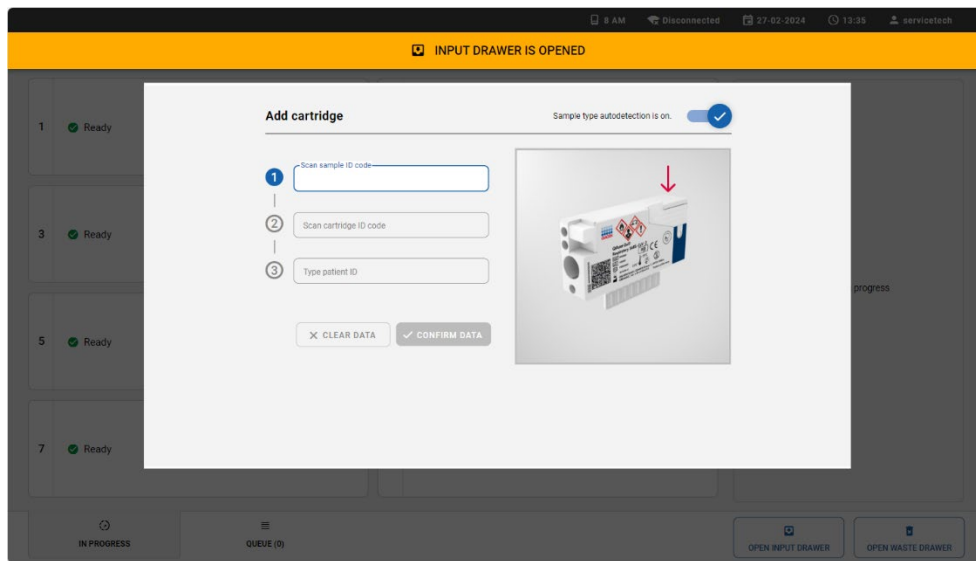 8 AM Disconnected 27-02-2024 13:35 servicetech
INPUT DRAWER IS OPENED
Add cartridge
Sample type autodetection is on.
1 Ready
1 Scan sample ID code
2 Scan cartridge ID code
3 Ready
3 Type patient ID
progress
CLEAR DATA CONFIRM DATA
5 Ready
7 Ready
IN PROGRESS
QUEUE (0)
OPEN INPUT DRAWER
OPEN WASTE DRAWER